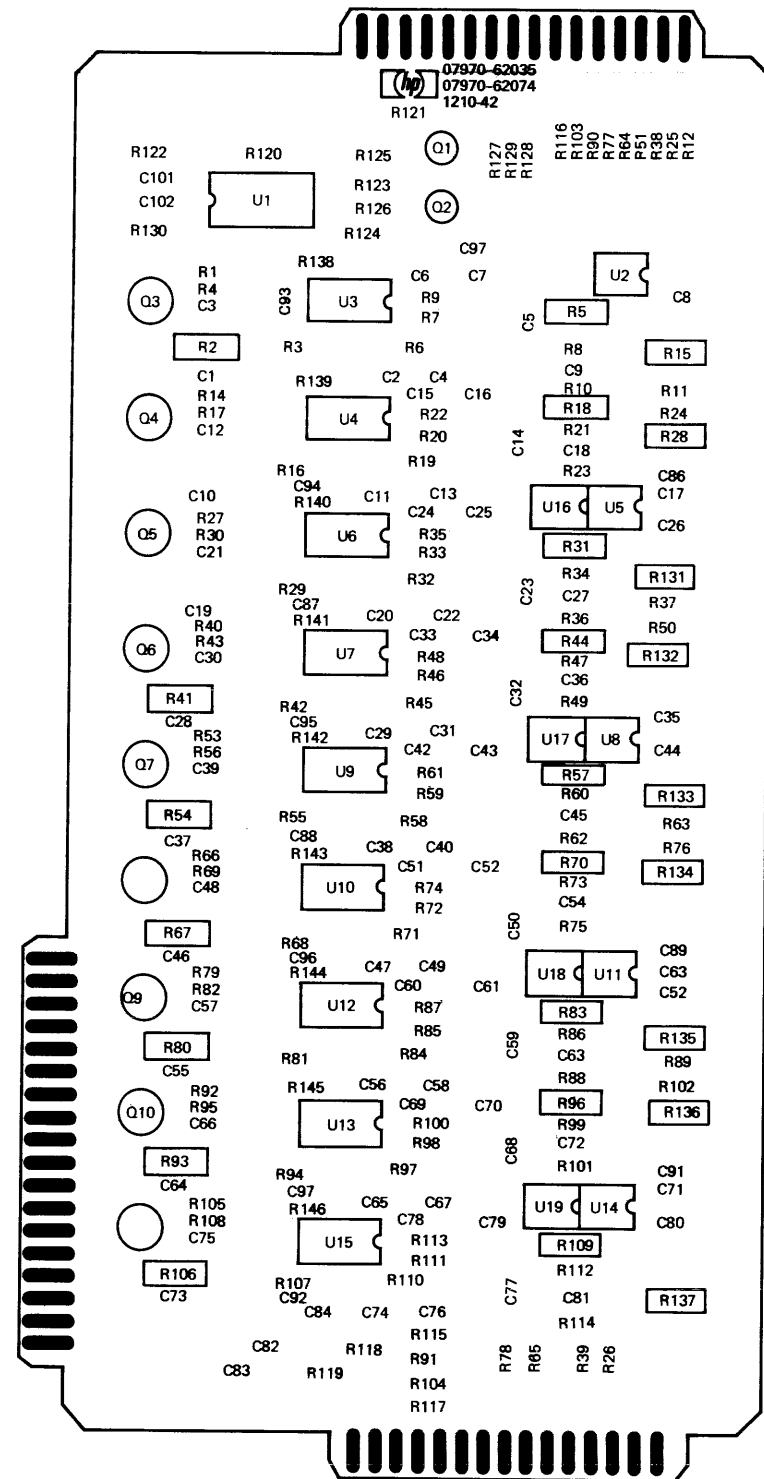 07970-62035
hp 07970-62074
1210-42
R121
R116 R103 R90 R77 R64 R51 R38 R25 R12
R127 R129 R128
R122 R120 R125 Q1
C101 R123
C102 U1 R126 Q2
R130 R124
C97
R138 C6 C7 U2
R1
R4
C3
Q3 C93 U3 R9 C8
R7 C5 R5
R2 R3 R6 R8 R15
C1 R139 C2 C4 C9
R14 C15 C16 R10 R11
R17 R22 R18 R24
Q4 C12 U4 R20 C14 R21 R28
R19 C18
R16 R23 C86
C94
C10 R140 C11 C13 C17
R27 C24 C25 U16 U5
Q5 R30 U6 R35 C26
C21 R33 R31
R32 R34 R131
R29 C23 C27 R37
C87
C19 R141 C20 C22 R36
R40 C33 C34 R50
Q6 R43 U7 R48 R44 R132
C30 R46 R47
C36
R41 R42 R45 C32 R49
C28 C95 C35
R53 R142 C29 C31
R56 C42 C43 U17 U8 C44
Q7 C39 U9 R61 R57
R59 R60 R133
R54 R55 R58 C45 R63
C37 C88 R62
R66 R143 C38 C40 R76
R69 C51 C52 R70 R134
C48 U10 R74 R73
R72 C54
R67 R68 R71 C50 R75
C46 C96 C89
R79 R144 C47 C49 C63
R82 C60 C61 U18 U11 C52
Q9 C57 U12 R87 R83
R85 R86 R135
R80 R81 R84 C59 C63 R89
C55 R88
R92 R145 C56 C58 R102
Q10 R95 C69 C70 R96 R136
C66 U13 R100 R99
R98 C72
R93 R94 R97 C68 R101 C91
C64 C97 C71
R105 R146 C65 C67
R108 C78 C79 U19 U14 C80
C75 U15 R113 R109
R111 R112
R106 R107 R110
C73 C92 C77 C81 R137
C84 C74 C76 R114
R115
C82 R118 R91 R78 R65 R39 R26
C83 R119 R104
R117